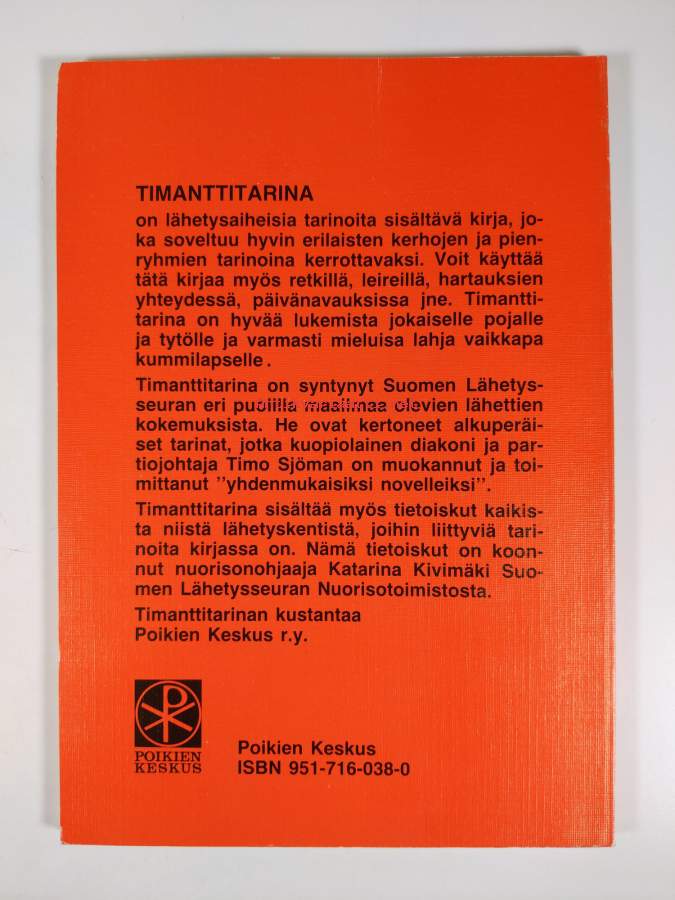 TIMANTTITARINA
on lähetysaiheisia tarinoita sisältävä kirja, jo-
ka soveltuu hyvin erilaisten kerhojen ja pien-
ryhmien tarinoina kerrottavaksi. Voit käyttää
tätä kirjaa myös retkillä, leireillä, hartauksien
yhteydessä, päivänavauksissa jne. Timantti-
tarina on hyvää lukemista jokaiselle pojalle
ja tytölle ja varmasti mieluisa lahja vaikkapa
kummilapselle.
Timanttitarina on syntynyt Suomen Lähetys-
seuran eri puolilla maailmaa olevien lähettien
kokemuksista. He ovat kertoneet alkuperäi-
set tarinat, jotka kuopiolainen diakoni ja par-
tiojohtaja Timo Sjöman on muokannut ja toi-
mittanut "yhdenmukaisiksi novelleiksi".
Timanttitarina sisältää myös tietoiskut kaikis-
ta niistä lähetyskentistä, joihin liittyviä tari-
noita kirjassa on. Nämä tietoiskut on koon-
nut nuorisonohjaaja Katarina Kivimäki Suo-
men Lähetysseuran Nuorisotoimistosta.
Timanttitarinan kustantaa
Poikien Keskus r.y.
POIKIEN
KESKUS
Poikien Keskus
ISBN 951-716-038-0